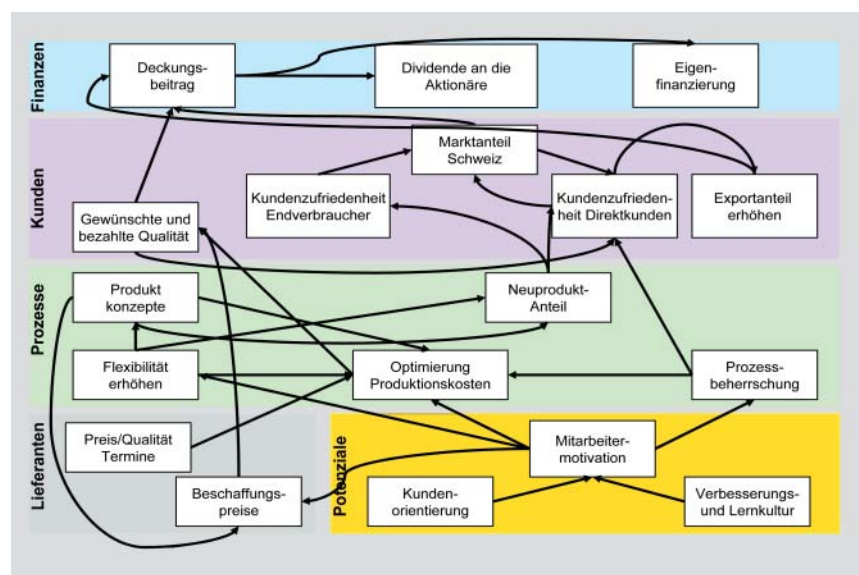 Finanzen
Deckungs-
beitrag
Dividende an die
Aktionäre
Eigen-
finanzierung
Kunden
Marktanteil
Schweiz
Kundenzufriedenheit
Endverbraucher
Kundenzufrieden-
heit Direktkunden
Exportanteil
erhöhen
Gewünschte und
bezahlte Qualität
Prozesse
Produkt
konzepte
Neuprodukt-
Anteil
Flexibilität
erhöhen
Optimierung
Produktionskosten
Prozess-
beherrschung
Lieferanten
Preis/Qualität
Termine
Beschaffungs-
preise
Potenziale
Mitarbeiter-
motivation
Kunden-
orientierung
Verbesserungs-
und Lernkultur